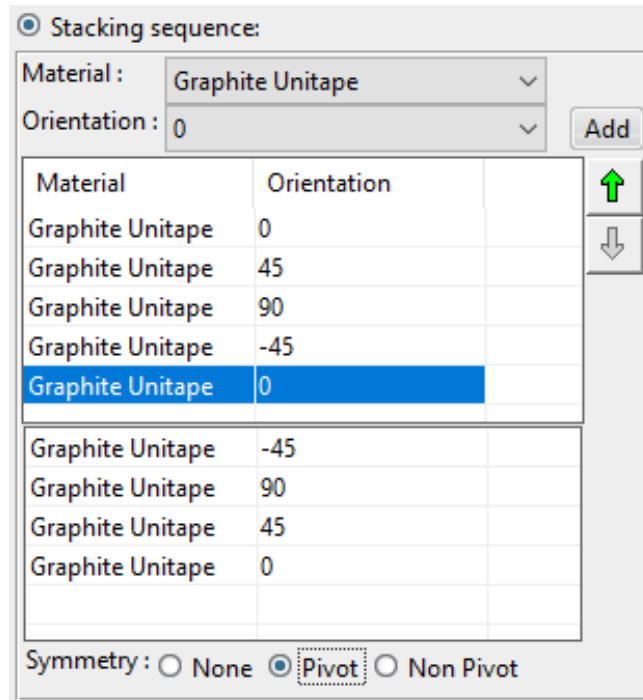 Stacking sequence:
Material : Graphite Unitape
Orientation : 0 Add
Material Orientation
Graphite Unitape 0
Graphite Unitape 45
Graphite Unitape 90
Graphite Unitape -45
Graphite Unitape 0
Graphite Unitape -45
Graphite Unitape 90
Graphite Unitape 45
Graphite Unitape 0
Symmetry : None Pivot Non Pivot